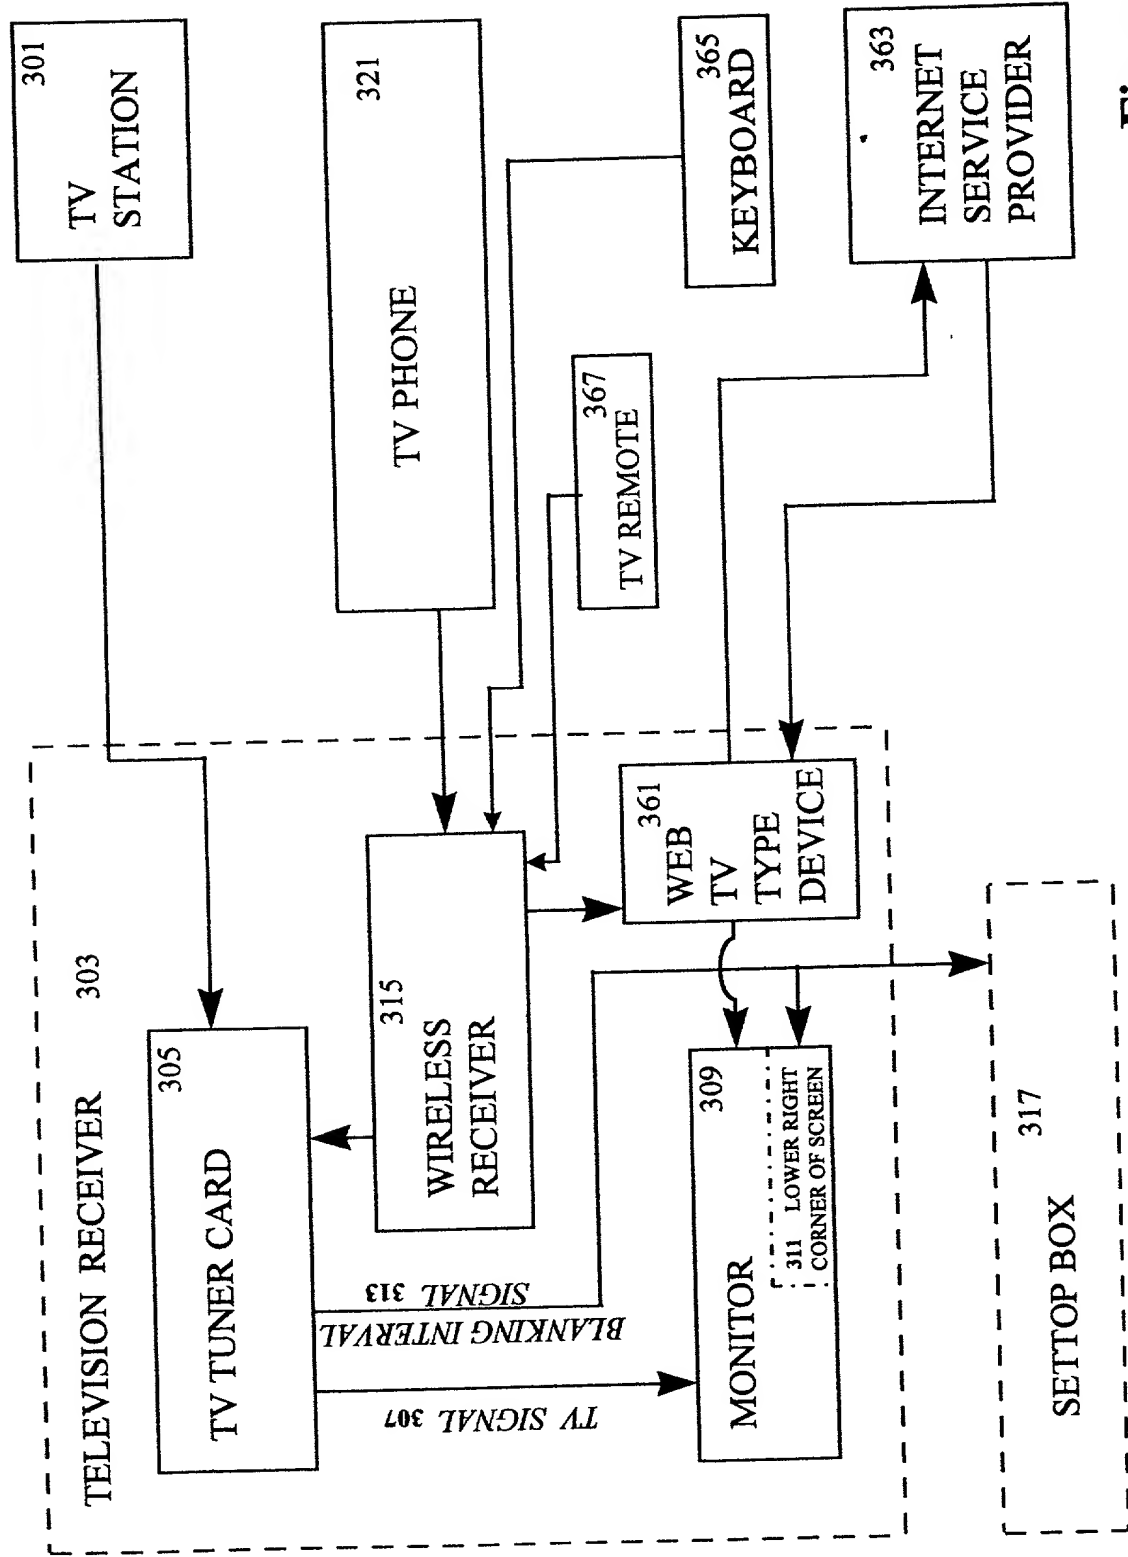 TELEVISION RECEIVER 303
305
TV TUNER CARD
TV SIGNAL 307
BLANKING INTERVAL
SIGNAL 313
315
WIRELESS
RECEIVER
309
MONITOR
311 LOWER RIGHT
CORNER OF SCREEN
361
WEB
TV
TYPE
DEVICE
317
SETTOP BOX
301
TV
STATION
321
TV PHONE
367
TV REMOTE
365
KEYBOARD
363
INTERNET
SERVICE
PROVIDER